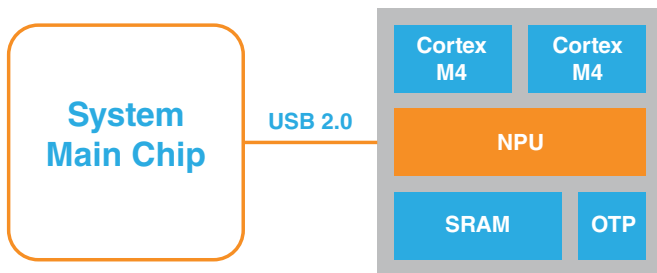 System
Main Chip
USB 2.0
Cortex
M4
Cortex
M4
NPU
SRAM
OTP